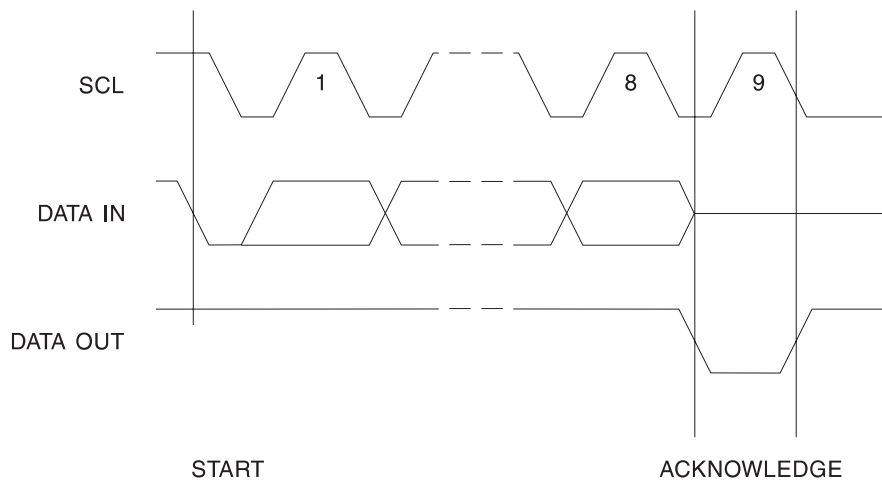 SCL
1
8
9
DATA IN
DATA OUT
START
ACKNOWLEDGE